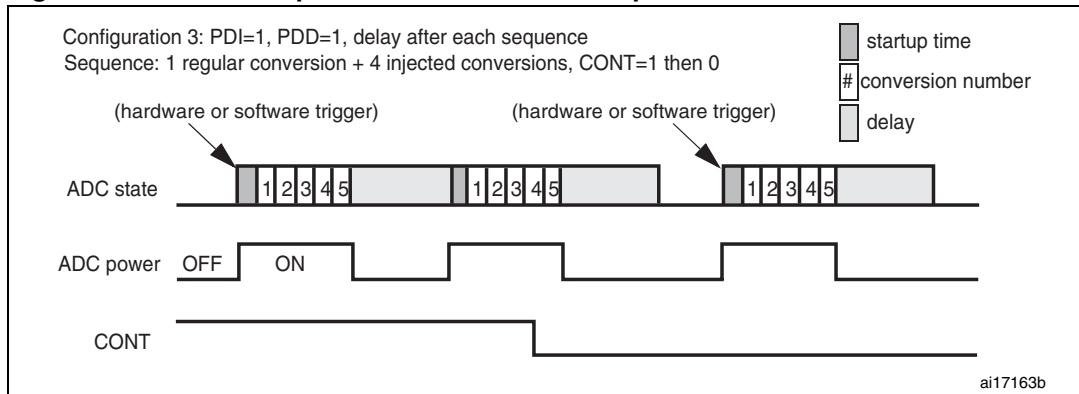 Configuration 3: PDI=1, PDD=1, delay after each sequence
Sequence: 1 regular conversion + 4 injected conversions, CONT=1 then 0
startup time
# conversion number
delay
(hardware or software trigger) (hardware or software trigger)
ADC state 1 2 3 4 5 1 2 3 4 5 1 2 3 4 5
ADC power OFF ON
CONT
ai17163b